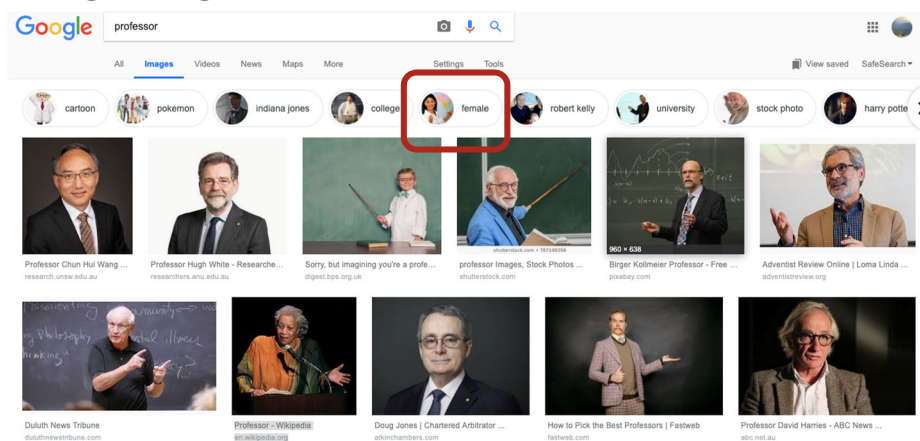 Google professor
All Images Videos News Maps More Settings Tools View saved SafeSearch
cartoon pokemon indiana jones college female robert kelly university stock photo harry potte
960 × 638
Professor Chun Hui Wang ... Professor Hugh White - Researche... Sorry, but imagining you're a profe... professor Images, Stock Photos ... Birger Kollmeier Professor - Free ... Adventist Review Online | Loma Linda ...
research.unsw.edu.au researchers.anu.edu.au digest.bps.org.uk shutterstock.com pixabay.com adventistreview.org
Duluth News Tribune Professor - Wikipedia Doug Jones | Chartered Arbitrator ... How to Pick the Best Professors | Fastweb Professor David Harries - ABC News ...
duluthnewstribune.com en.wikipedia.org atkinchambers.com fastweb.com abc.net.au